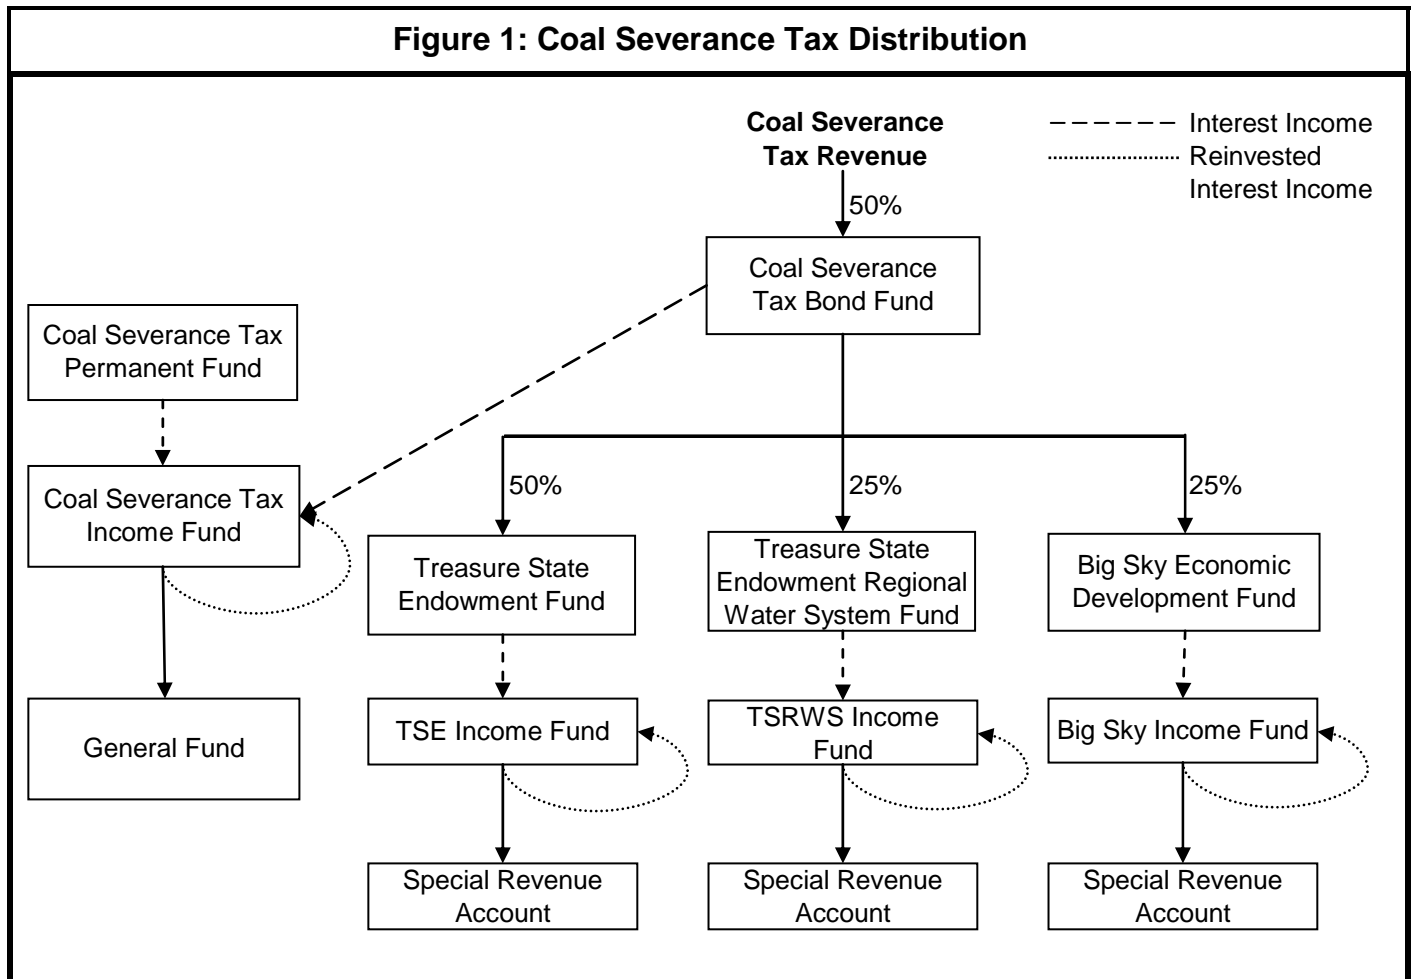 Figure 1: Coal Severance Tax Distribution
Coal Severance
Tax Revenue
Interest Income
Reinvested
Interest Income
50%
Coal Severance
Tax Bond Fund
Coal Severance Tax
Permanent Fund
Coal Severance Tax
Income Fund
50%
25%
25%
Treasure State
Endowment Fund
Treasure State
Endowment Regional
Water System Fund
Big Sky Economic
Development Fund
General Fund
TSE Income Fund
TSRWS Income
Fund
Big Sky Income Fund
Special Revenue
Account
Special Revenue
Account
Special Revenue
Account